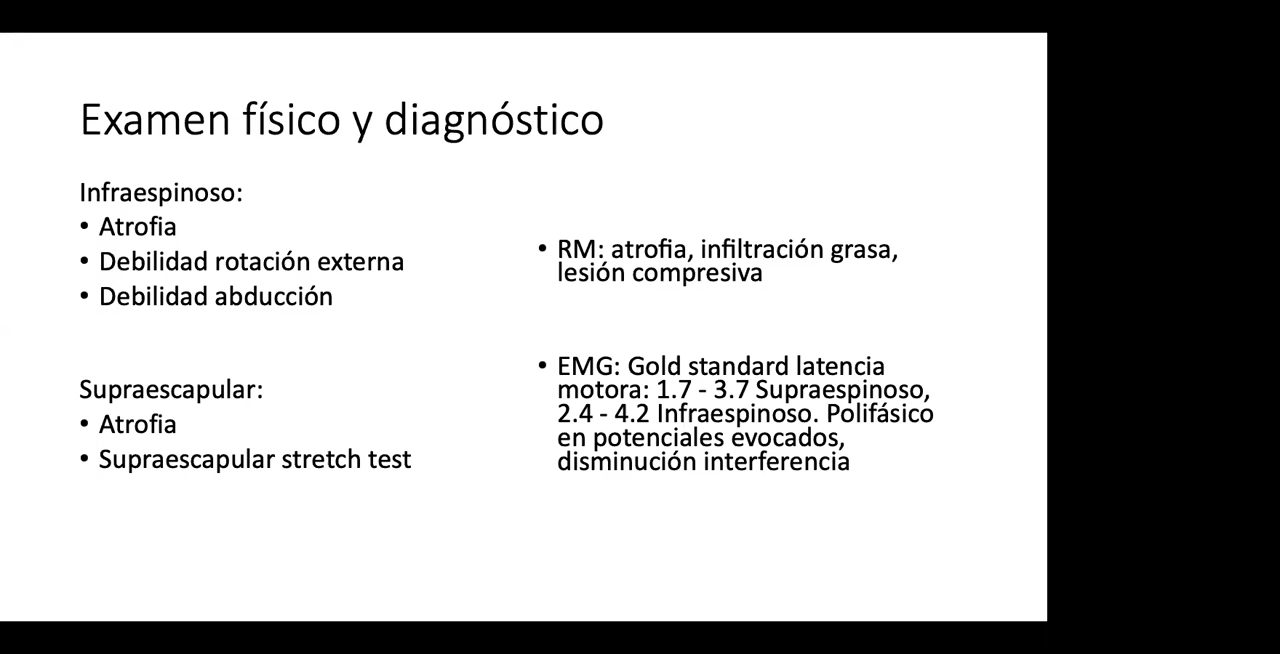 Examen físico y diagnóstico
Infraespinoso:
• Atrofia
• Debilidad rotación externa
• Debilidad abducción
Supraescapular:
• Atrofia
• Supraescapular stretch test
• RM: atrofia, infiltración grasa,
lesión compresiva
• EMG: Gold standard latencia
motora: 1.7 - 3.7 Supraespinoso,
2.4 - 4.2 Infraespinoso. Polifásico
en potenciales evocados,
disminución interferencia